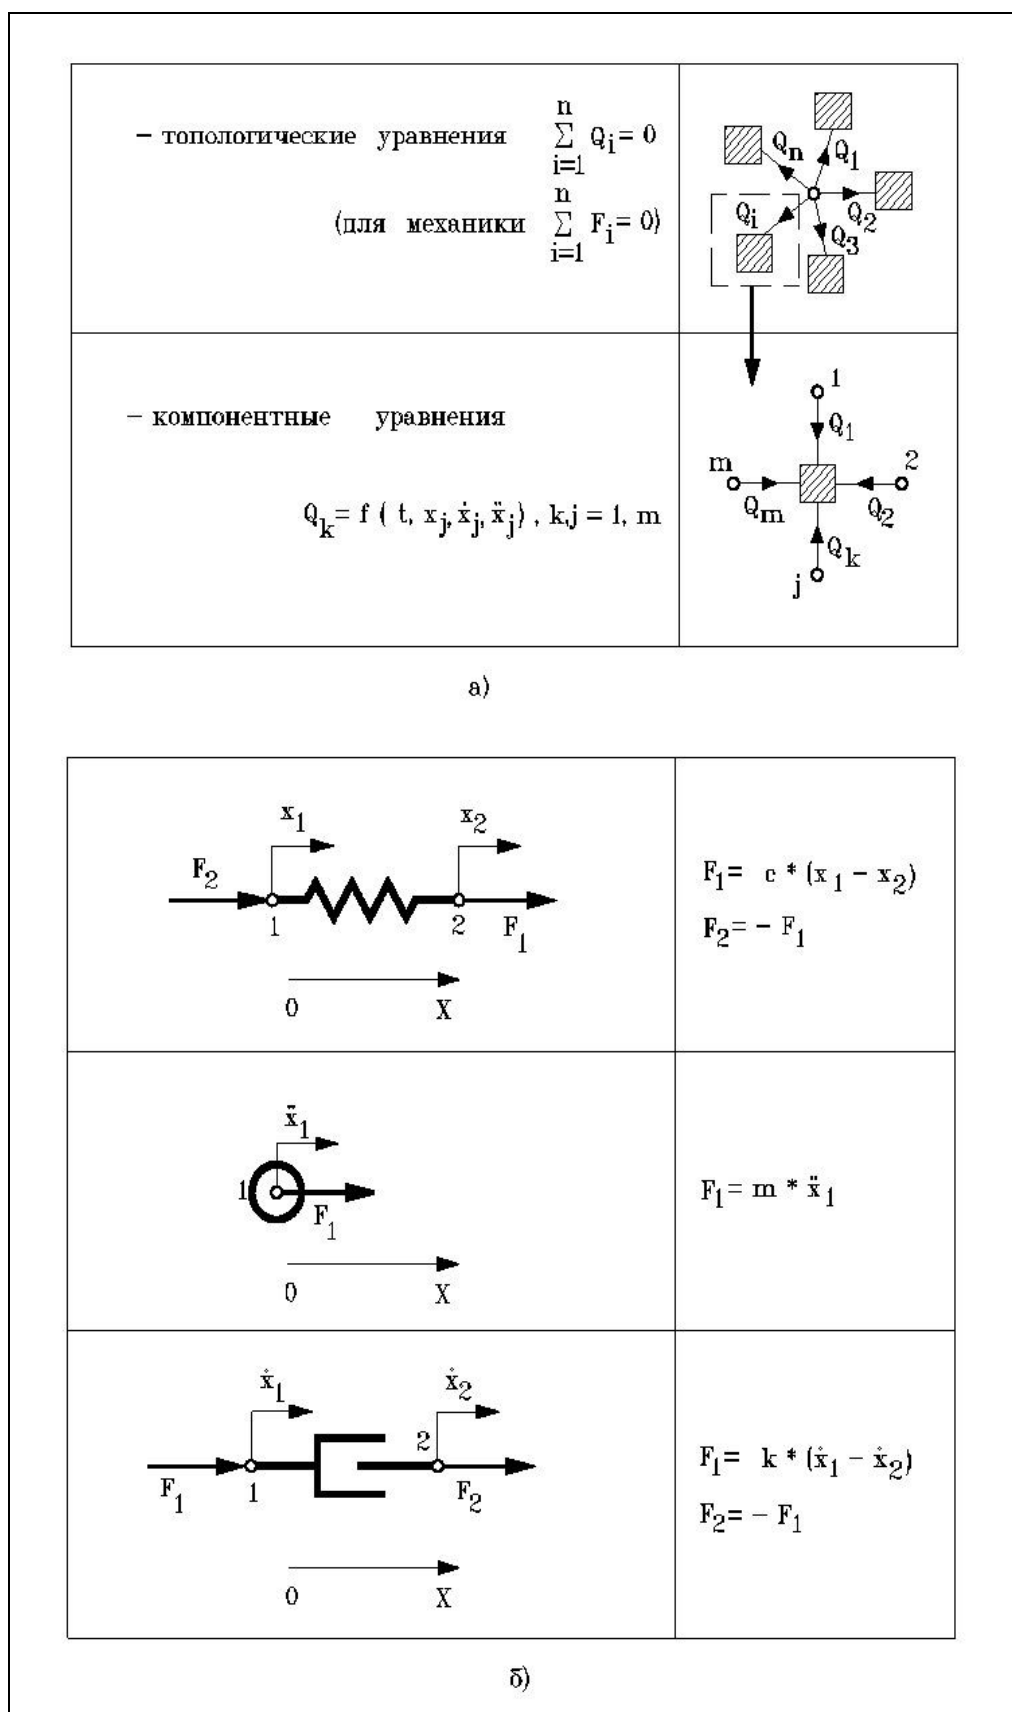 – топологические уравнения n∑i=1 Qi = 0
(для механики n∑i=1 Fi = 0)
Qn
Q1
Qi
Q2
Q3
– компонентные уравнения
Qk = f ( t, xj, ẋj, ẍj) , k,j = 1, m
1
Q1
m
2
Qm
Q2
Qk
j
а)
x1
x2
F2
1
2
F1
0
X
F1 = c * (x1 – x2)
F2 = – F1
ẍ1
1
F1
0
X
F1 = m * ẍ1
ẋ1
ẋ2
2
F1
1
F2
0
X
F1 = k * (ẋ1 – ẋ2)
F2 = – F1
б)